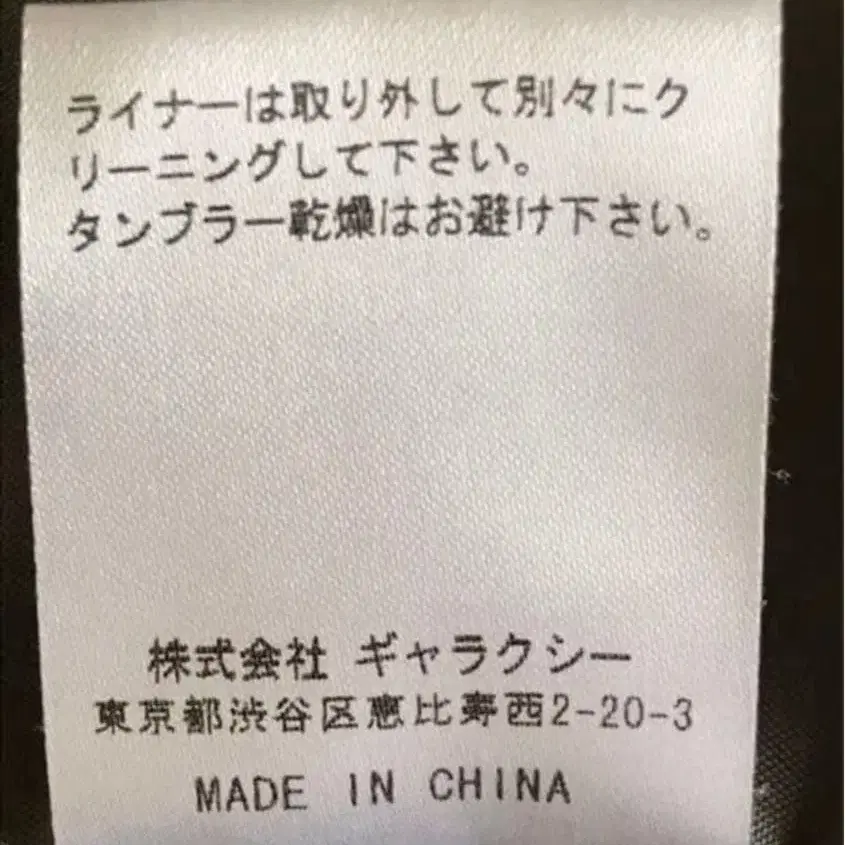 ライナーは取り外して別々にク
リーニングして下さい。
タンブラー乾燥はお避け下さい。
株式会社 ギャラクシー
東京都渋谷区恵比寿西2-20-3
MADE IN CHINA